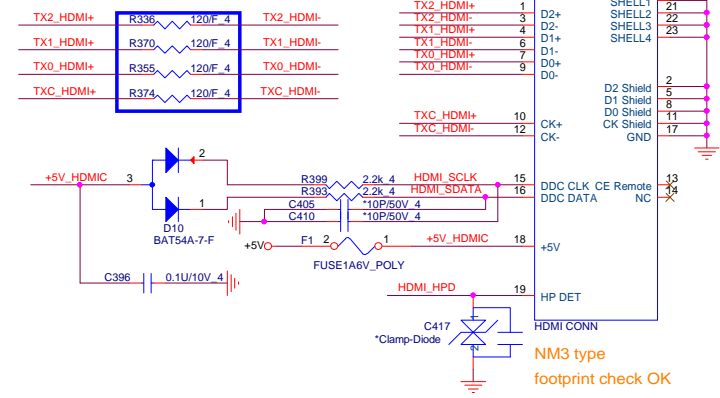 TX2_HDMI+ R336 120/F_4 TX2_HDMI-
TX1_HDMI+ R370 120/F_4 TX1_HDMI-
TX0_HDMI+ R355 120/F_4 TX0_HDMI-
TXC_HDMI+ R374 120/F_4 TXC_HDMI-
TX2_HDMI+ 1 D2+
TX2_HDMI- 3 D2-
TX1_HDMI+ 4 D1+
TX1_HDMI- 6 D1-
TX0_HDMI+ 7 D0+
TX0_HDMI- 9 D0-
SHELL1
SHELL2 21
SHELL3 22
SHELL4 23
D2 Shield 2
D1 Shield 5
D0 Shield 8
CK Shield 11
GND 17
TXC_HDMI+ 10 CK+
TXC_HDMI- 12 CK-
+5V_HDMIC 3 2
1
D10
BAT54A-7-F
R399 2.2k_4 HDMI_SCLK 15 DDC CLK CE Remote 13
R393 2.2k_4 HDMI_SDATA 16 DDC DATA NC 14
C405 *10P/50V_4
C410 *10P/50V_4
+5V F1 2 1 +5V_HDMIC 18 +5V
FUSE1A6V_POLY
C396 0.1U/10V_4
HDMI_HPD 19 HP DET
C417 1
*Clamp-Diode 2
HDMI CONN
NM3 type
footprint check OK